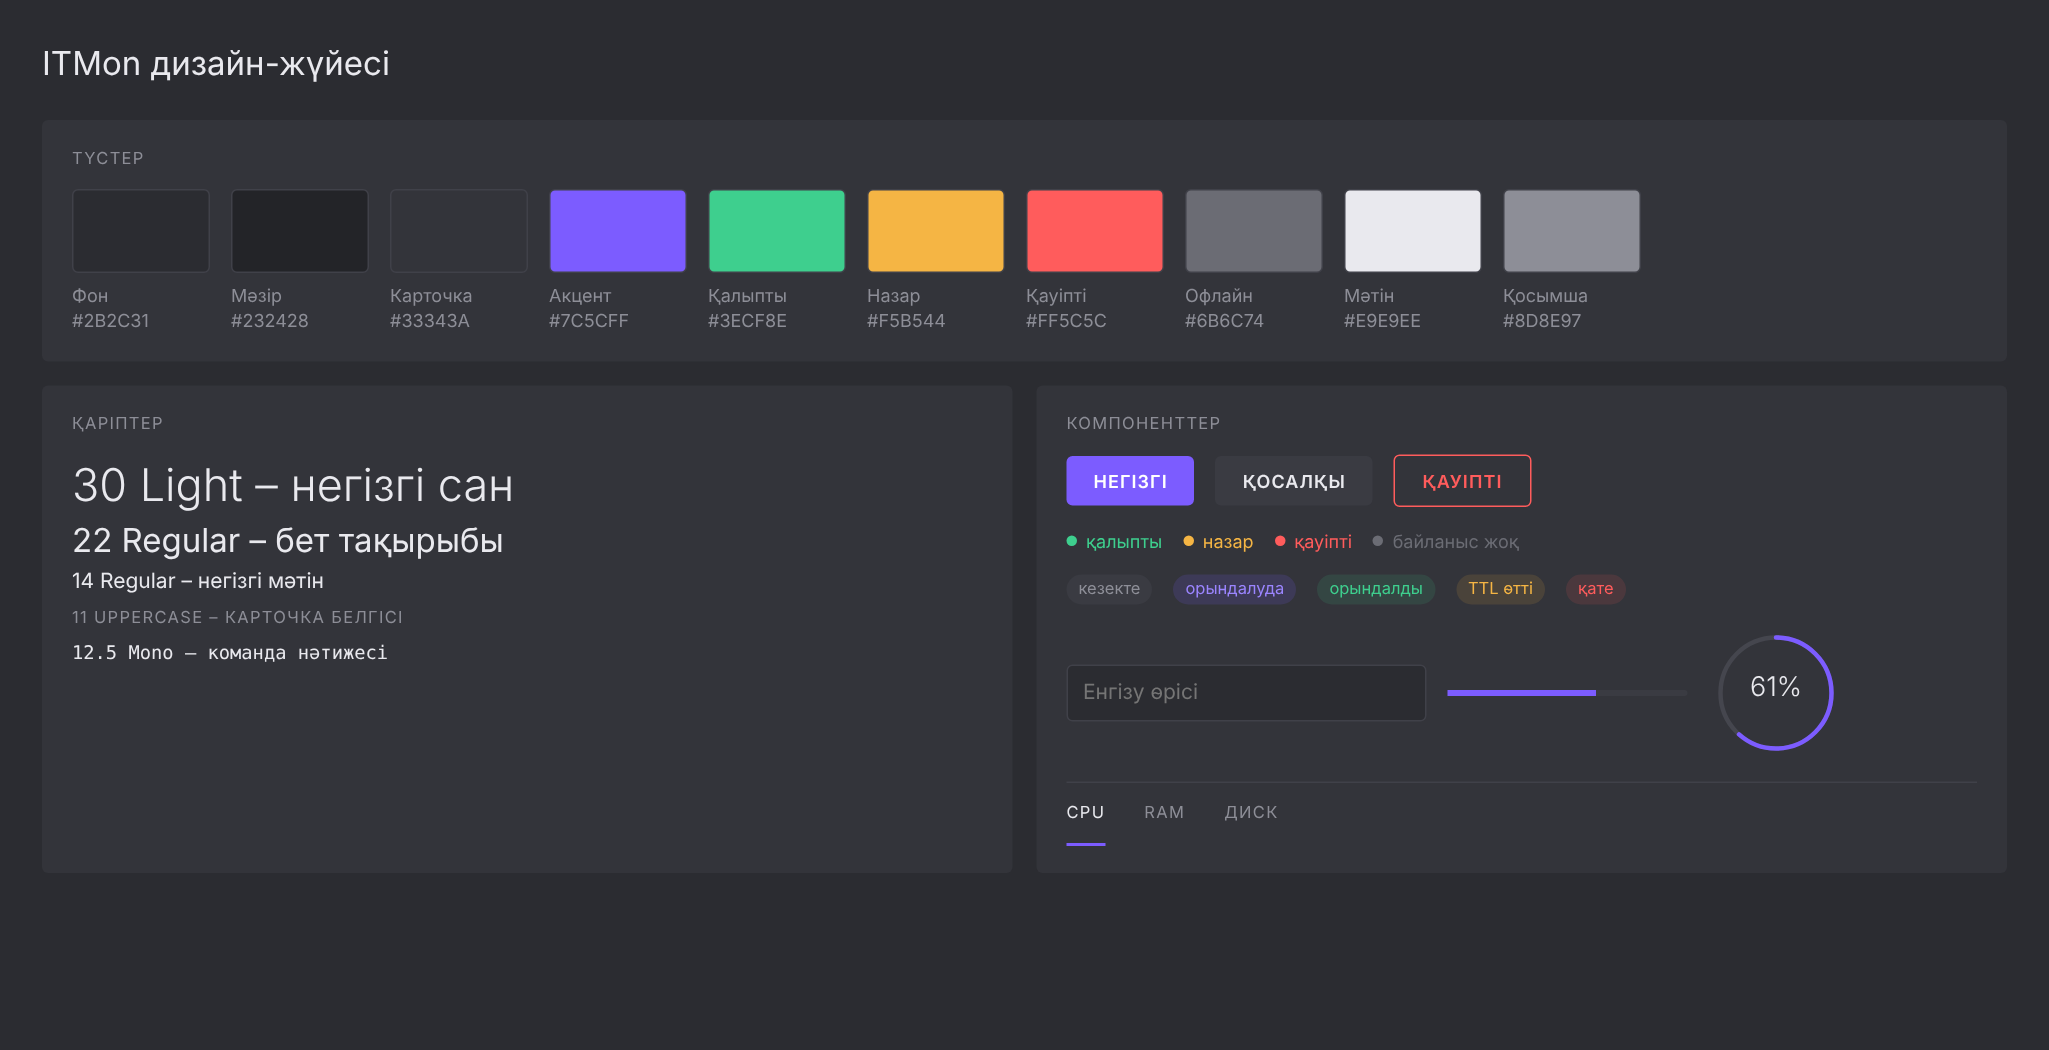 ITMon дизайн-жүйесі
ТҮСТЕР
Фон Мәзір Карточка Акцент Қалыпты Назар Қауіпті Офлайн Мәтін Қосымша
#2B2C31 #232428 #33343A #7C5CFF #3ECF8E #F5B544 #FF5C5C #6B6C74 #E9E9EE #8D8E97
ҚАРІПТЕР
30 Light – негізгі сан
22 Regular – бет тақырыбы
14 Regular – негізгі мәтін
11 UPPERCASE – КАРТОЧКА БЕЛГІСІ
12.5 Mono – команда нәтижесі
КОМПОНЕНТТЕР
НЕГІЗГІ ҚОСАЛҚЫ ҚАУІПТІ
қалыпты назар қауіпті байланыс жоқ
кезекте орындалуда орындалды TTL өтті қате
Енгізу өрісі 61%
CPU RAM ДИСК